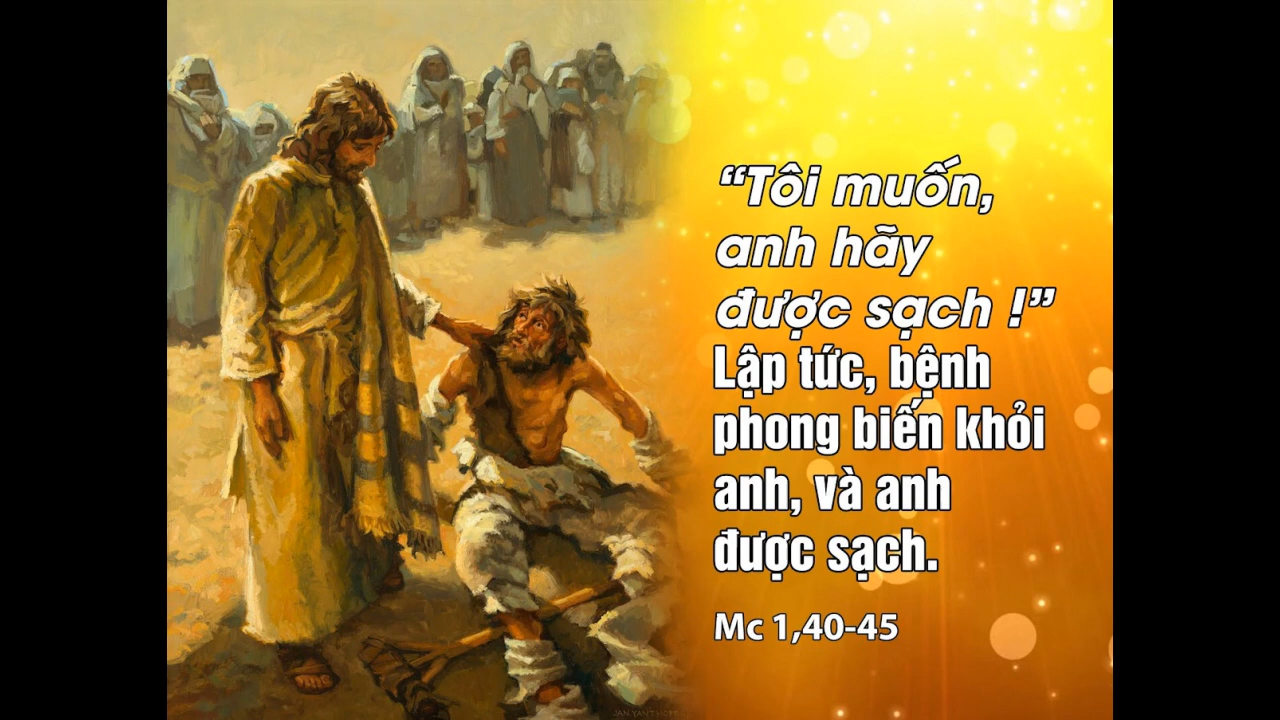 “Tôi muốn,
anh hãy
được sạch !”
Lập tức, bệnh
phong biến khỏi
anh, và anh
được sạch.
Mc 1,40-45